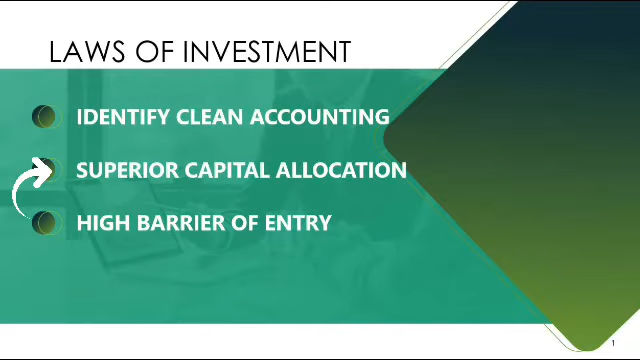 LAWS OF INVESTMENT
IDENTIFY CLEAN ACCOUNTING
SUPERIOR CAPITAL ALLOCATION
HIGH BARRIER OF ENTRY
1